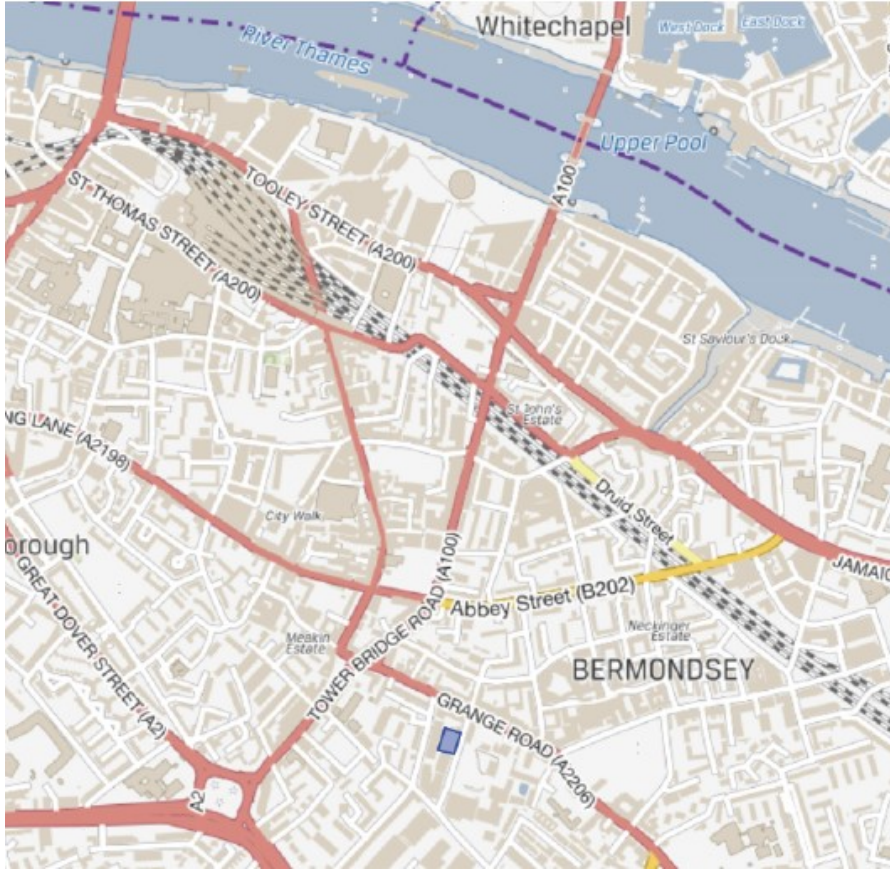 Whitechapel
West Dock
East Dock
River Thames
Upper Pool
A100
TOOLEY STREET (A200)
ST THOMAS STREET (A200)
St Saviour's Dock
St John's
Estate
NG LANE (A2198)
Druid Street
City Walk
orough
JAMAIC
Abbey Street (B202)
TOWER BRIDGE ROAD (A100)
GREAT DOVER STREET (A2)
Meakin
Estate
Neckinger
Estate
BERMONDSEY
GRANGE ROAD (A2206)
A2